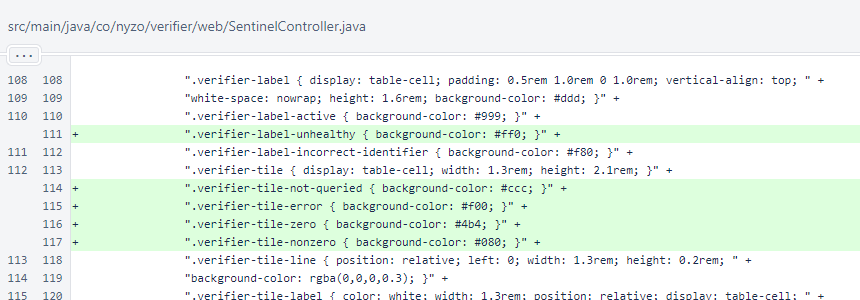 src/main/java/co/nyzo/verifier/web/SentinelController.java
...
108 108 ".verifier-label { display: table-cell; padding: 0.5rem 1.0rem 0 1.0rem; vertical-align: top; " +
109 109 "white-space: nowrap; height: 1.6rem; background-color: #ddd; }" +
110 110 ".verifier-label-active { background-color: #999; }" +
111 + ".verifier-label-unhealthy { background-color: #ff0; }" +
111 112 ".verifier-label-incorrect-identifier { background-color: #f80; }" +
112 113 ".verifier-tile { display: table-cell; width: 1.3rem; height: 2.1rem; }" +
114 + ".verifier-tile-not-queried { background-color: #ccc; }" +
115 + ".verifier-tile-error { background-color: #f00; }" +
116 + ".verifier-tile-zero { background-color: #4b4; }" +
117 + ".verifier-tile-nonzero { background-color: #080; }" +
113 118 ".verifier-tile-line { position: relative; left: 0; width: 1.3rem; height: 0.2rem; " +
114 119 "background-color: rgba(0,0,0,0.3); }" +
115 120 ".verifier-tile-label { color: white; width: 1.3rem; position: relative; display: table-cell; " +